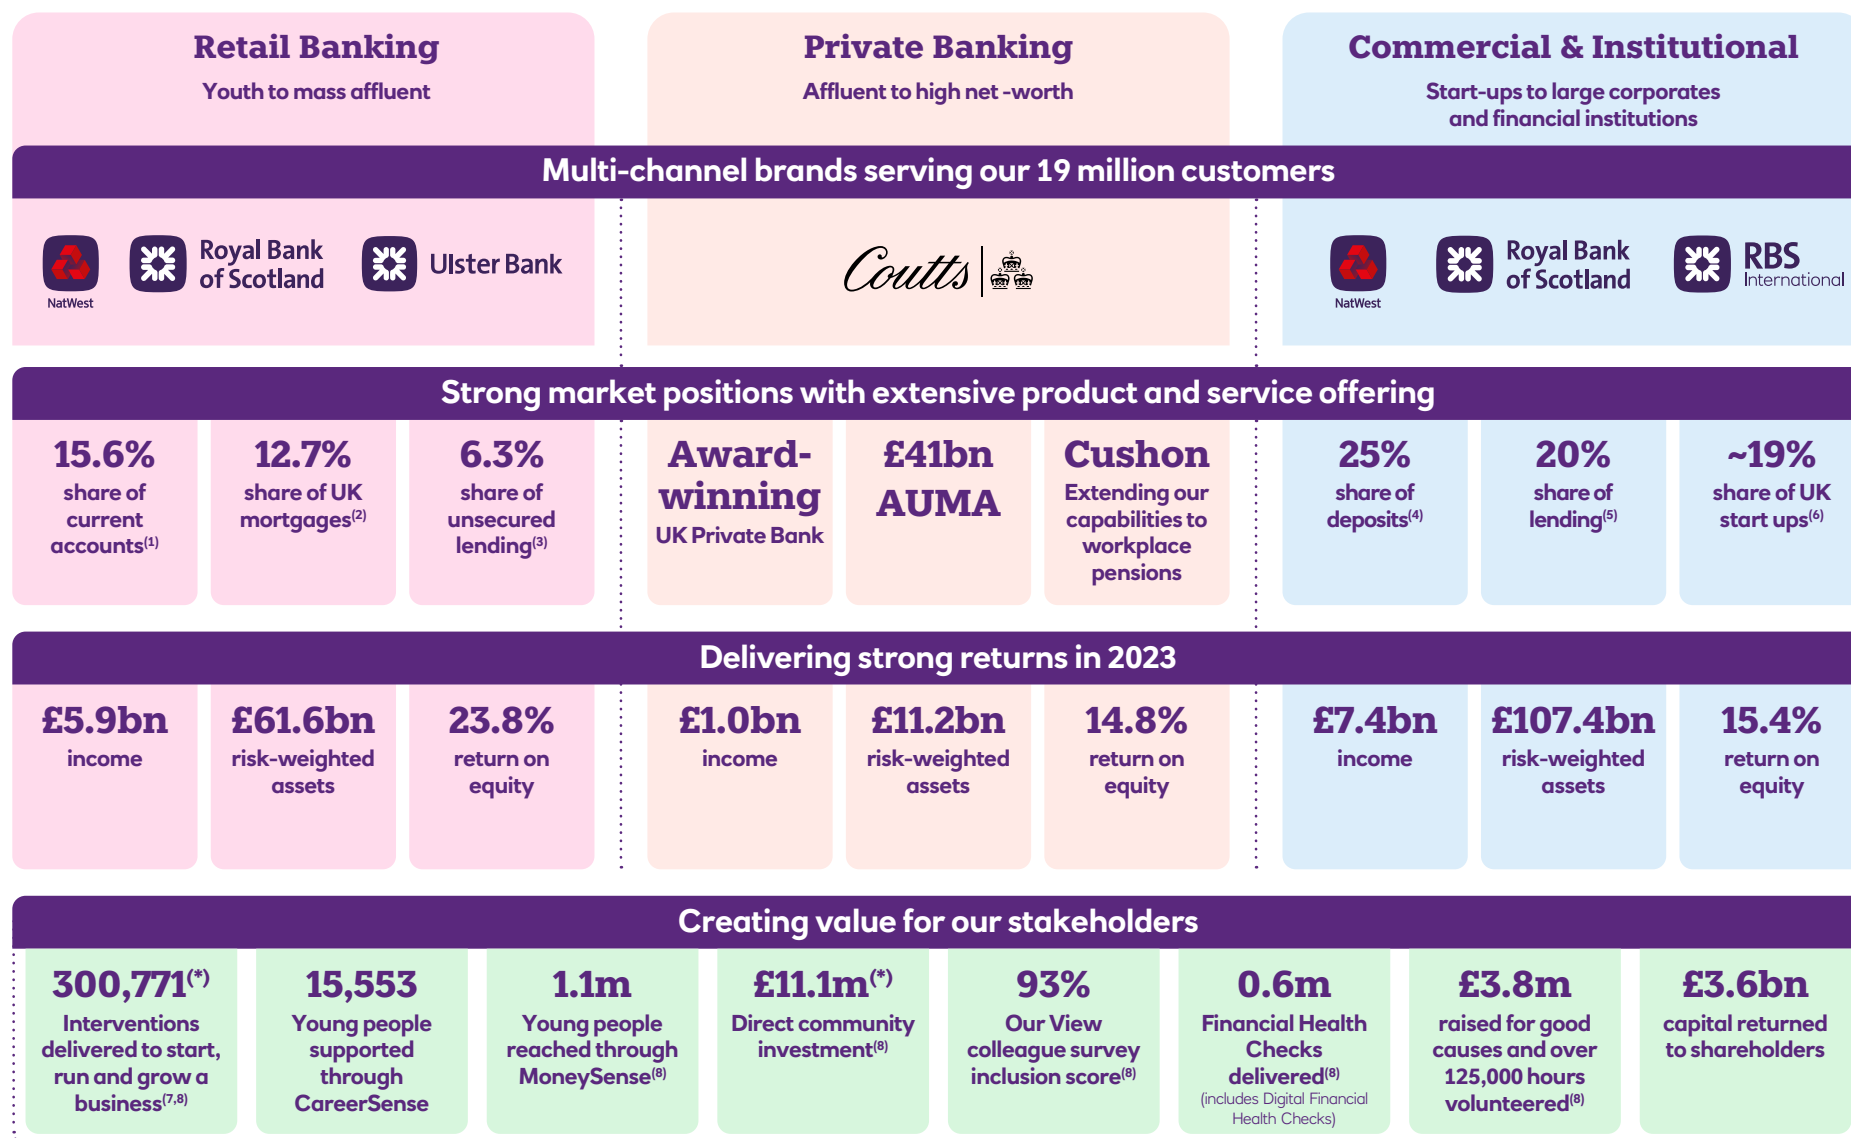 Retail Banking
Youth to mass affluent
Private Banking
Affluent to high net -worth
Commercial & Institutional
Start-ups to large corporates
and financial institutions
Multi-channel brands serving our 19 million customers
NatWest
Royal Bank
of Scotland
Ulster Bank
Coutts
NatWest
Royal Bank
of Scotland
RBS
International
Strong market positions with extensive product and service offering
15.6%
share of
current
accounts(1)
12.7%
share of UK
mortgages(2)
6.3%
share of
unsecured
lending(3)
Award-
winning
UK Private Bank
£41bn
AUMA
Cushon
Extending our
capabilities to
workplace
pensions
25%
share of
deposits(4)
20%
share of
lending(5)
~19%
share of UK
start ups(6)
Delivering strong returns in 2023
£5.9bn
income
£61.6bn
risk-weighted
assets
23.8%
return on
equity
£1.0bn
income
£11.2bn
risk-weighted
assets
14.8%
return on
equity
£7.4bn
income
£107.4bn
risk-weighted
assets
15.4%
return on
equity
Creating value for our stakeholders
300,771(*)
Interventions
delivered to start,
run and grow a
business(7,8)
15,553
Young people
supported
through
CareerSense
1.1m
Young people
reached through
MoneySense(8)
£11.1m(*)
Direct community
investment(8)
93%
Our View
colleague survey
inclusion score(8)
0.6m
Financial Health
Checks
delivered(8)
(includes Digital Financial
Health Checks)
£3.8m
raised for good
causes and over
125,000 hours
volunteered(8)
£3.6bn
capital returned
to shareholders